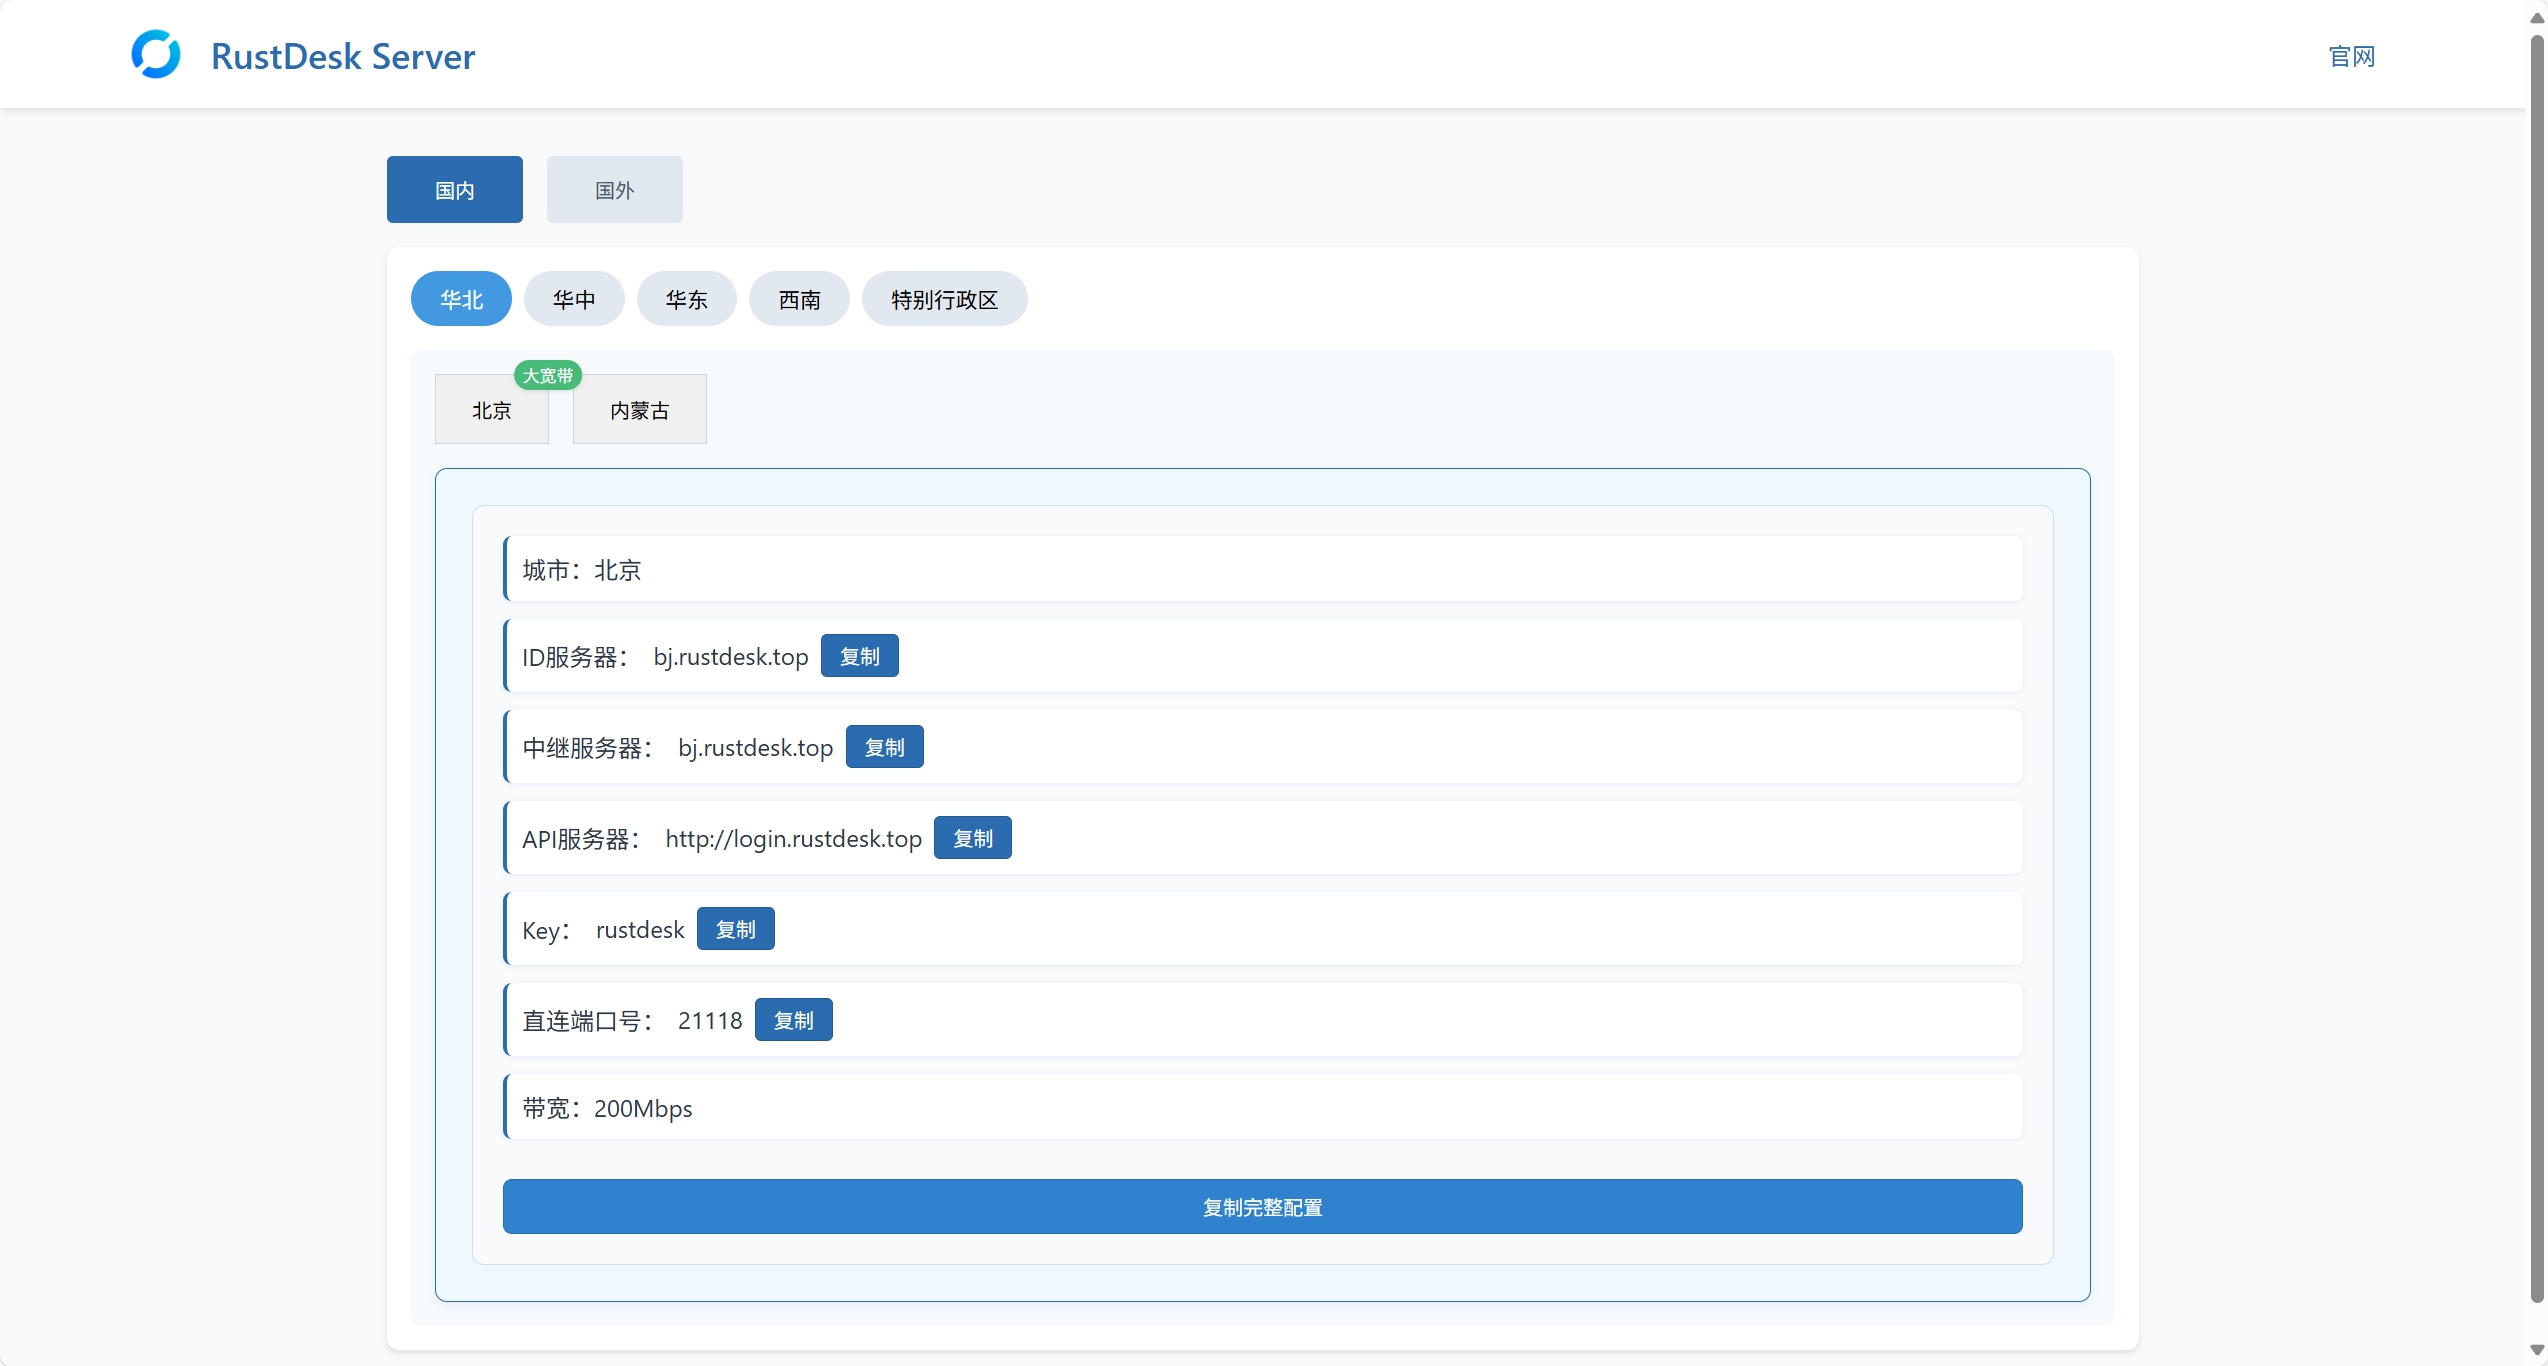 RustDesk Server
官网
国内
国外
华北
华中
华东
西南
特别行政区
大宽带
北京
内蒙古
城市：北京
ID服务器： bj.rustdesk.top 复制
中继服务器： bj.rustdesk.top 复制
API服务器： http://login.rustdesk.top 复制
Key： rustdesk 复制
直连端口号： 21118 复制
带宽：200Mbps
复制完整配置